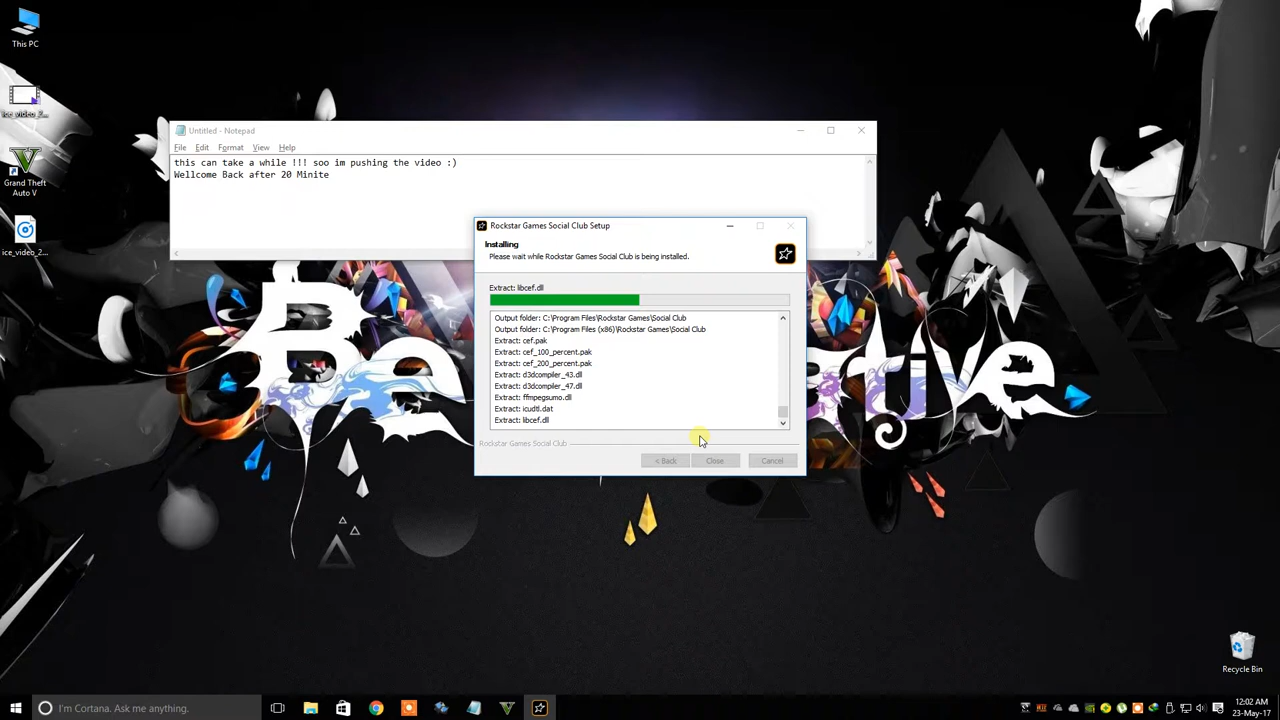 This PC
ice_video_2...
Grand Theft
Auto V
ice_video_2...
Untitled - Notepad
File Edit Format View Help
this can take a while !!! soo im pushing the video :)
Wellcome Back after 20 Minite
Rockstar Games Social Club Setup
Installing
Please wait while Rockstar Games Social Club is being installed.
Extract: libcef.dll
Output folder: C:\Program Files\Rockstar Games\Social Club
Output folder: C:\Program Files (x86)\Rockstar Games\Social Club
Extract: cef.pak
Extract: cef_100_percent.pak
Extract: cef_200_percent.pak
Extract: d3dcompiler_43.dll
Extract: d3dcompiler_47.dll
Extract: ffmpegsumo.dll
Extract: icudtl.dat
Extract: libcef.dll
Rockstar Games Social Club
< Back Close Cancel
Recycle Bin
I'm Cortana. Ask me anything.
12:02 AM
23-May-17